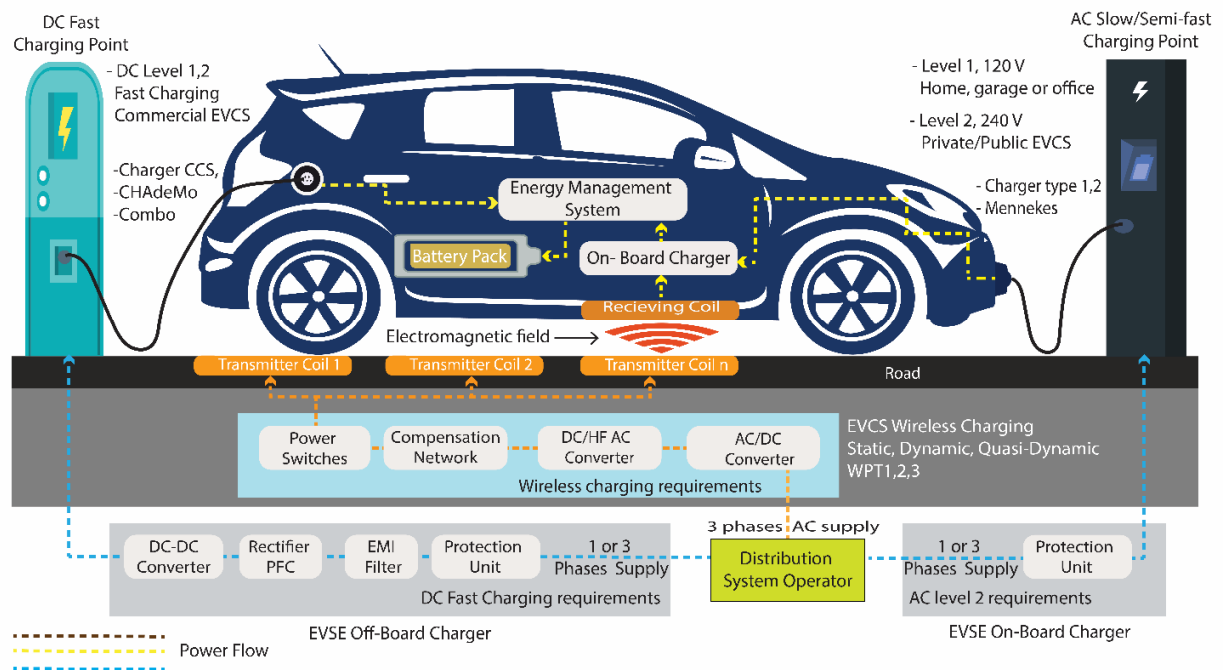 DC Fast
Charging Point
- DC Level 1,2
Fast Charging
Commercial EVCS
-Charger CCS,
-CHAdeMo
-Combo
AC Slow/Semi-fast
Charging Point
- Level 1, 120 V
Home, garage or office
- Level 2, 240 V
Private/Public EVCS
- Charger type 1,2
- Mennekes
Energy Management
System
Battery Pack
On- Board Charger
Recieving Coil
Electromagnetic field
Transmitter Coil 1
Transmitter Coil 2
Transmitter Coil n
Road
Power
Switches
Compensation
Network
DC/HF AC
Converter
AC/DC
Converter
Wireless charging requirements
EVCS Wireless Charging
Static, Dynamic, Quasi-Dynamic
WPT1,2,3
3 phases AC supply
DC-DC
Converter
Rectifier
PFC
EMI
Filter
Protection
Unit
1 or 3
Phases Supply
DC Fast Charging requirements
Distribution
System Operator
1 or 3
Phases Supply
Protection
Unit
AC level 2 requirements
EVSE Off-Board Charger
EVSE On-Board Charger
Power Flow